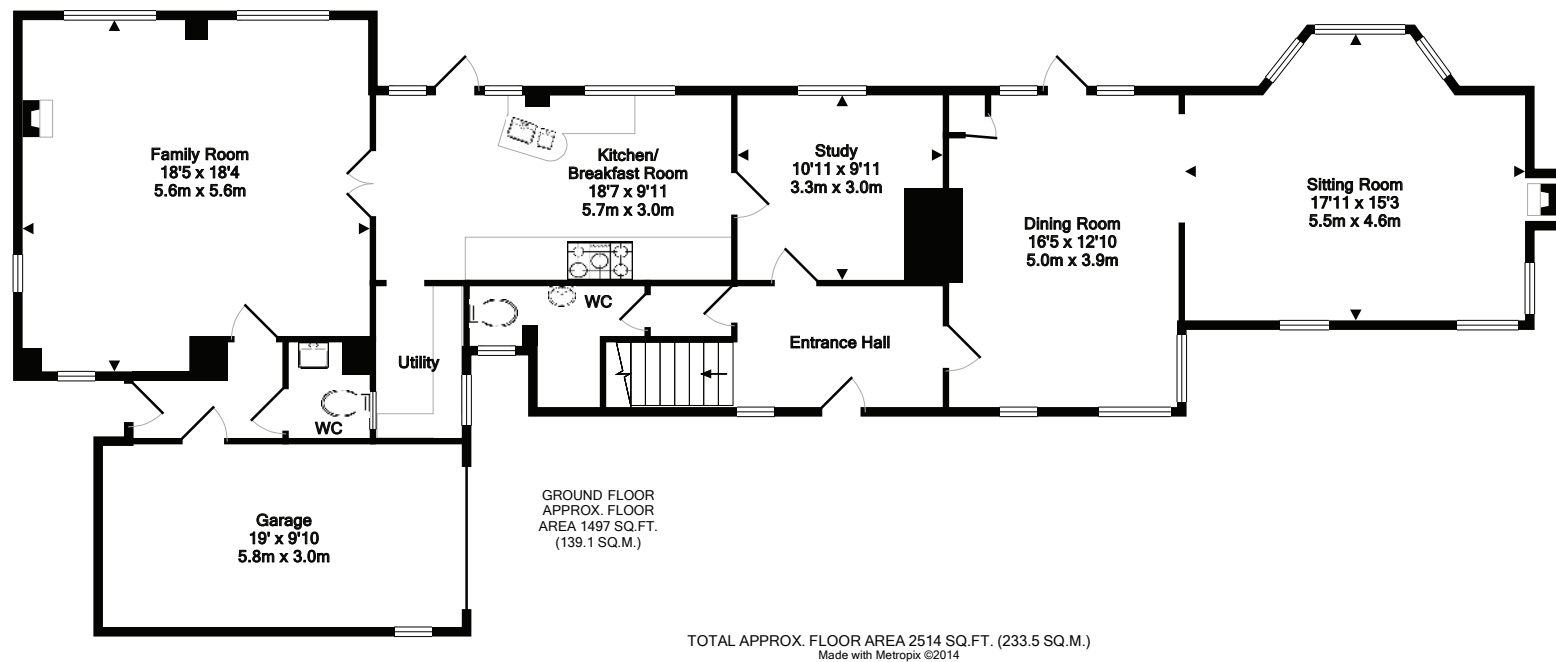 Family Room
18'5 x 18'4
5.6m x 5.6m
Kitchen/
Breakfast Room
18'7 x 9'11
5.7m x 3.0m
Study
10'11 x 9'11
3.3m x 3.0m
Dining Room
16'5 x 12'10
5.0m x 3.9m
Sitting Room
17'11 x 15'3
5.5m x 4.6m
WC
Entrance Hall
Utility
WC
Garage
19' x 9'10
5.8m x 3.0m
GROUND FLOOR
APPROX. FLOOR
AREA 1497 SQ.FT.
(139.1 SQ.M.)
TOTAL APPROX. FLOOR AREA 2514 SQ.FT. (233.5 SQ.M.)
Made with Metropix ©2014